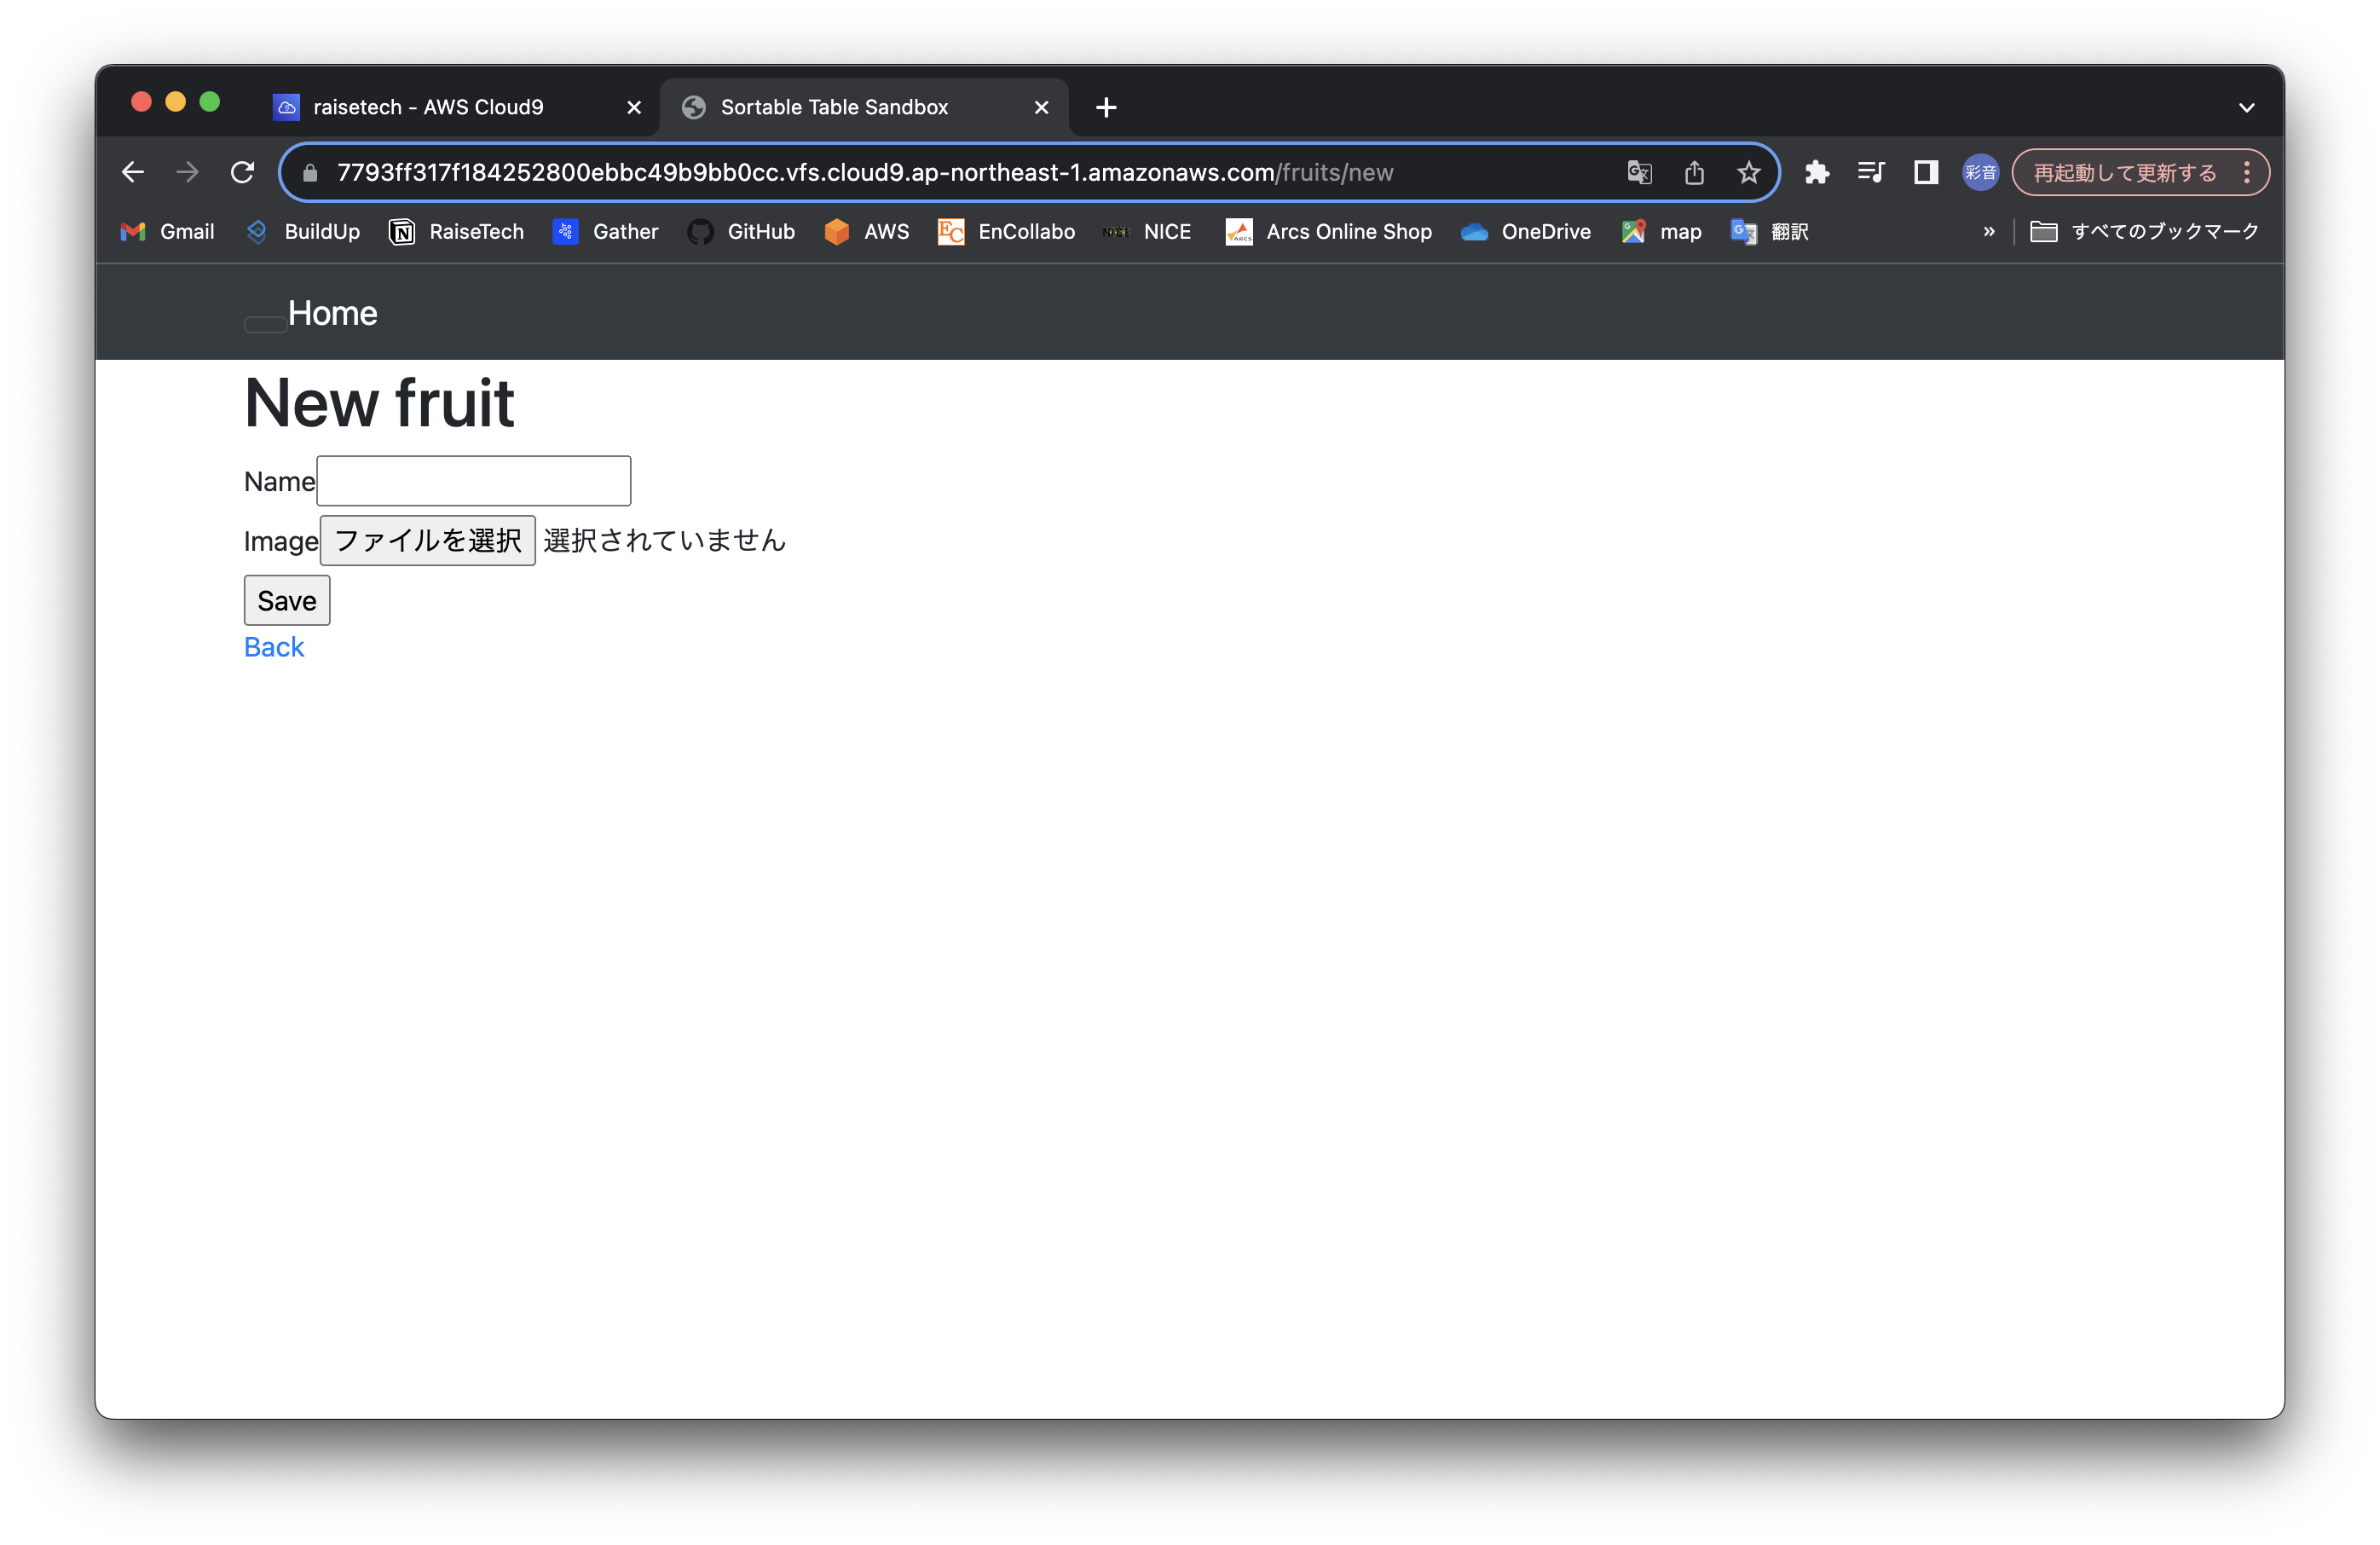 raisetech - AWS Cloud9
Sortable Table Sandbox
7793ff317f184252800ebbc49b9bb0cc.vfs.cloud9.ap-northeast-1.amazonaws.com/fruits/new
彩音
再起動して更新する
Gmail BuildUp RaiseTech Gather GitHub AWS EnCollabo NICE Arcs Online Shop OneDrive map 翻訳 » すべてのブックマーク
Home
New fruit
Name
Image ファイルを選択 選択されていません
Save
Back